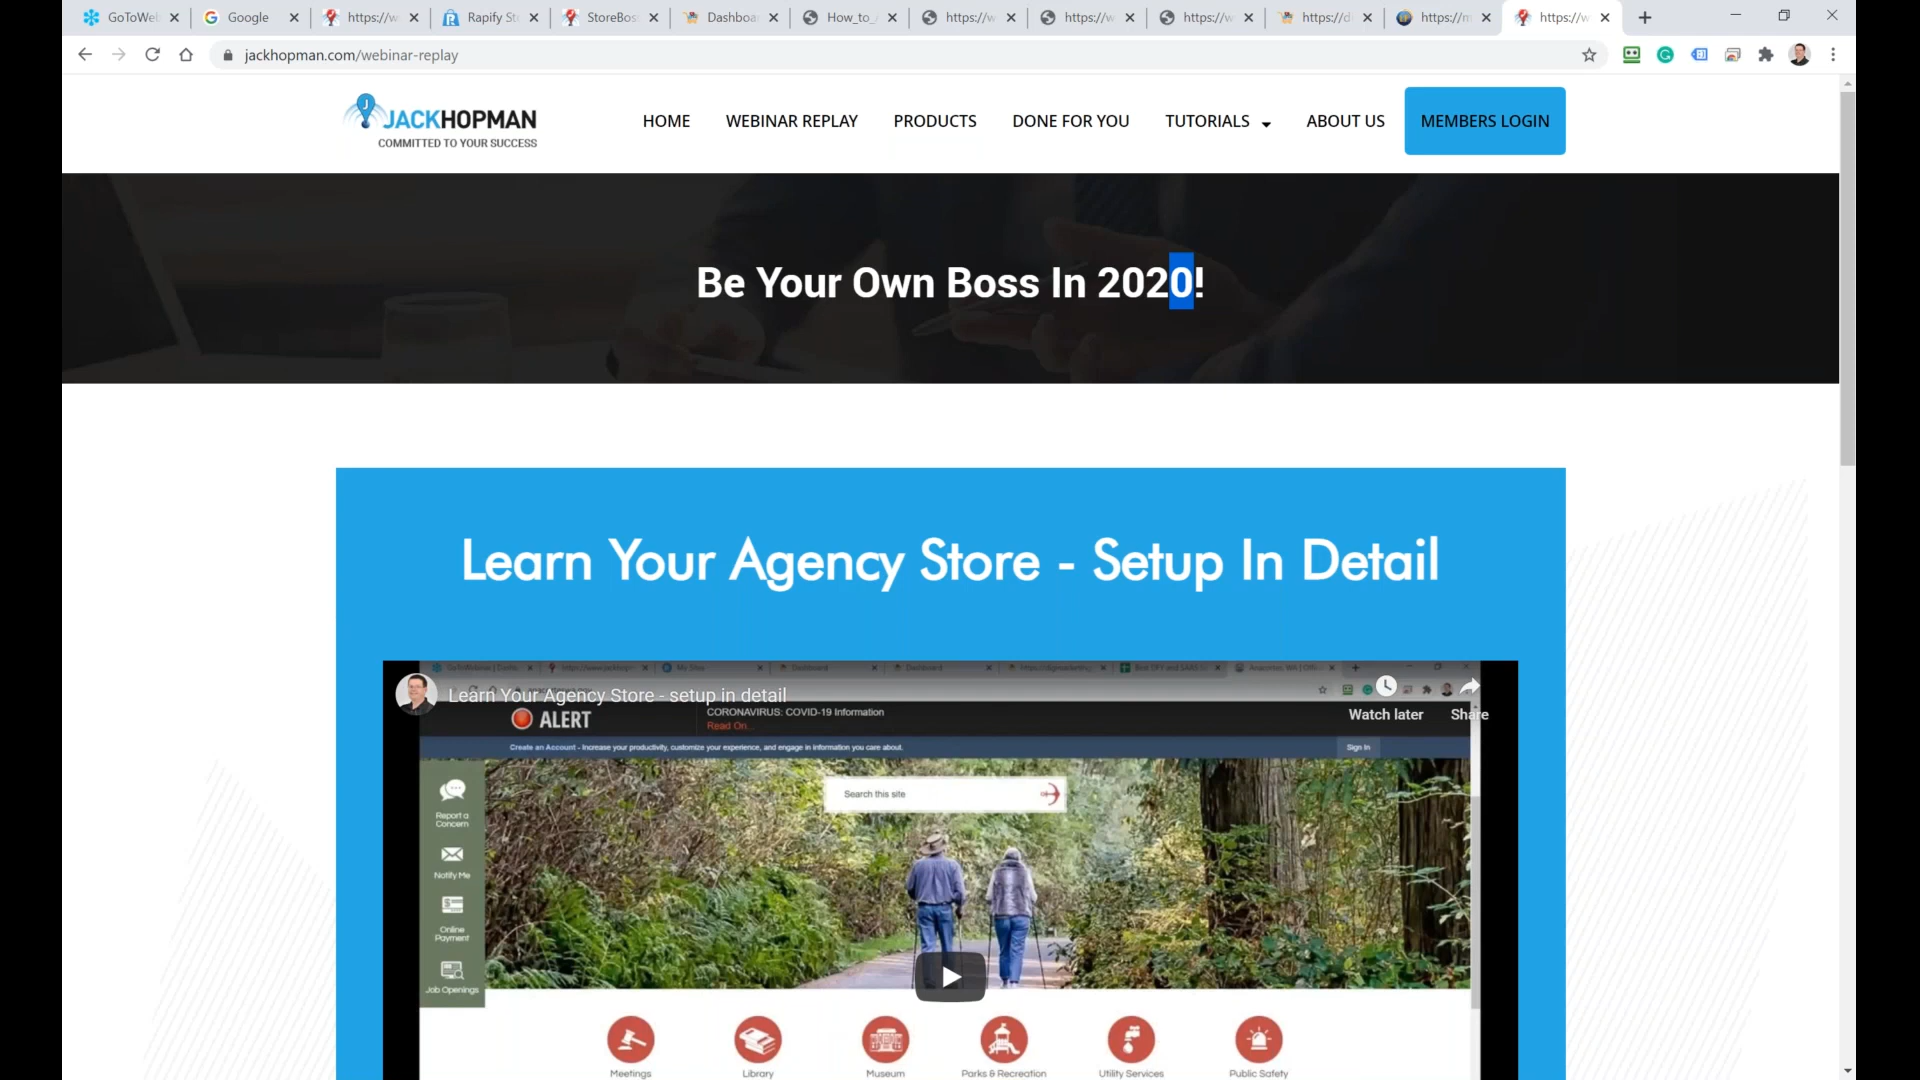 GoToWeb
Google
https://w
Rapify St
StoreBos
Dashboa
How_to_
https://w
https://w
https://w
https://d
https://m
https://w
jackhopman.com/webinar-replay
JACKHOPMAN
COMMITTED TO YOUR SUCCESS
HOME
WEBINAR REPLAY
PRODUCTS
DONE FOR YOU
TUTORIALS
ABOUT US
MEMBERS LOGIN
Be Your Own Boss In 2020!
Learn Your Agency Store - Setup In Detail
Learn Your Agency Store - setup in detail
Watch later
Share
ALERT
CORONAVIRUS: COVID-19 Information
Read On...
Create an Account - Increase your productivity, customize your experience, and engage in information you care about.
Sign In
Search this site
Report a
Concern
Notify Me
Online
Payment
Job Openings
Meetings
Library
Museum
Parks & Recreation
Utility Services
Public Safety